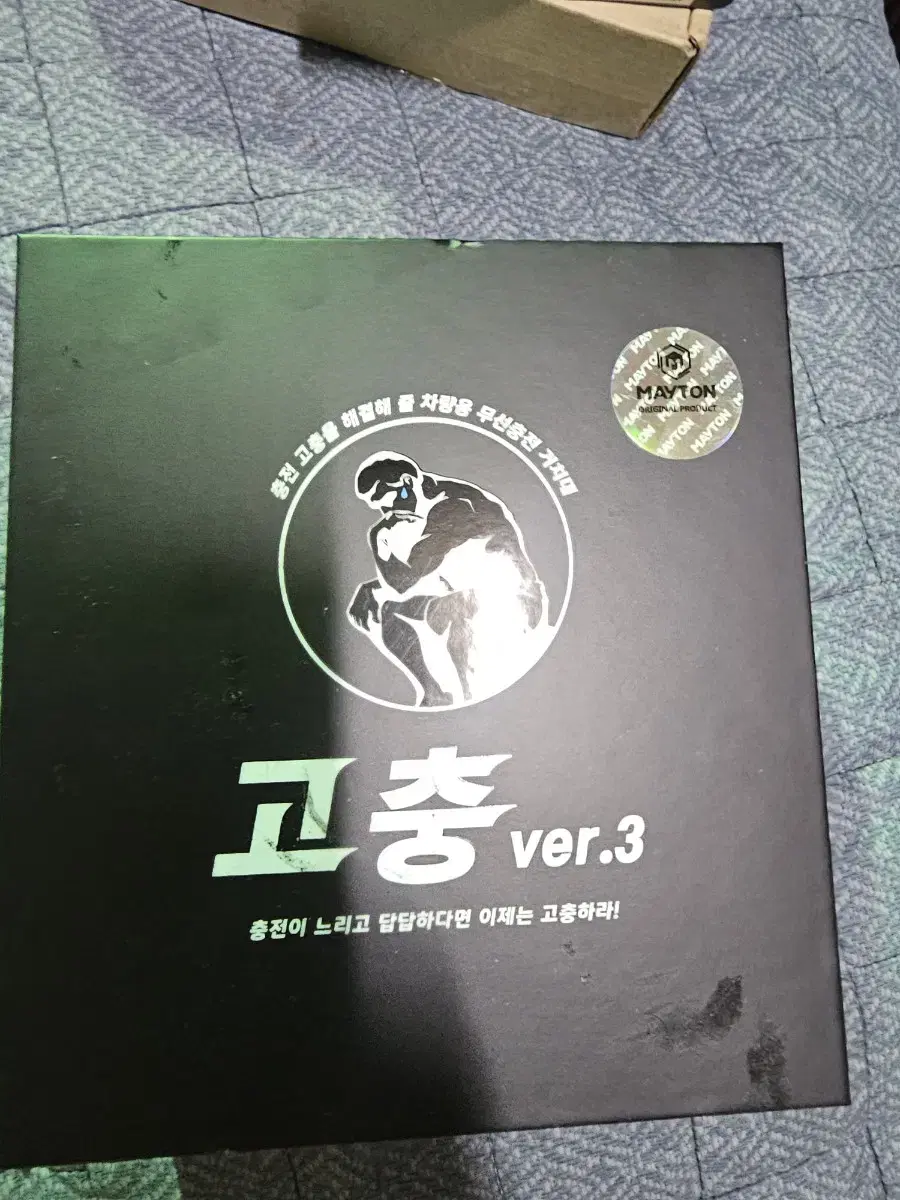 충전 고충을 해결해 줄 차량용 무선충전 거치대
MAYTON
ORIGINAL PRODUCT
고충 ver.3
충전이 느리고 답답하다면 이제는 고충하라!